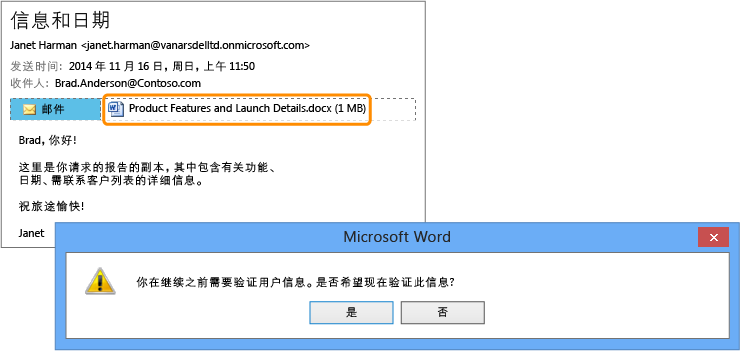 信息和日期
Janet Harman <janet.harman@vanarsdelltd.onmicrosoft.com>
发送时间: 2014 年 11 月 16 日，周日，上午 11:50
收件人: Brad.Anderson@Contoso.com
邮件 Product Features and Launch Details.docx (1 MB)
Brad，你好!
这里是你请求的报告的副本，其中包含有关功能、
日期、需联系客户列表的详细信息。
祝旅途愉快!
Janet
Microsoft Word
你在继续之前需要验证用户信息。是否希望现在验证此信息?
是 否